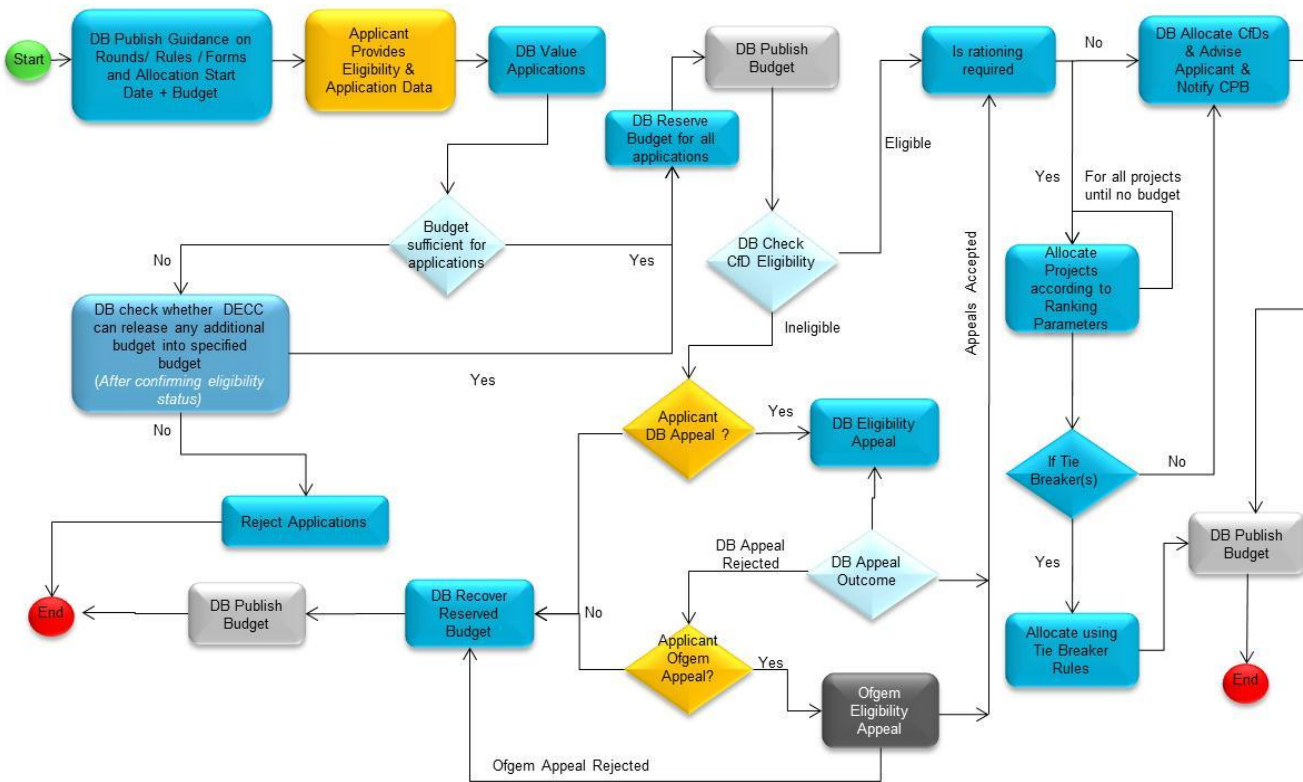 Start
DB Publish Guidance on
Rounds/ Rules / Forms
and Allocation Start
Date + Budget
Applicant
Provides
Eligibility &
Application Data
DB Value
Applications
DB Publish
Budget
Is rationing
required
No
DB Allocate CfDs
& Advise
Applicant &
Notify CPB
DB Reserve
Budget for all
applications
Eligible
Yes
For all projects
until no budget
Budget
sufficient for
applications
No
Yes
DB Check
CfD Eligibility
Allocate
Projects
according to
Ranking
Parameters
Appeals Accepted
DB check whether DECC
can release any additional
budget into specified
budget
(After confirming eligibility
status)
Yes
Ineligible
No
Applicant
DB Appeal ?
Yes
DB Eligibility
Appeal
If Tie
Breaker(s)
No
Reject Applications
DB Appeal
Rejected
DB Appeal
Outcome
Yes
DB Publish
Budget
End
DB Publish
Budget
DB Recover
Reserved
Budget
No
Applicant
Ofgem
Appeal?
Yes
Allocate using
Tie Breaker
Rules
End
Ofgem
Eligibility
Appeal
Ofgem Appeal Rejected